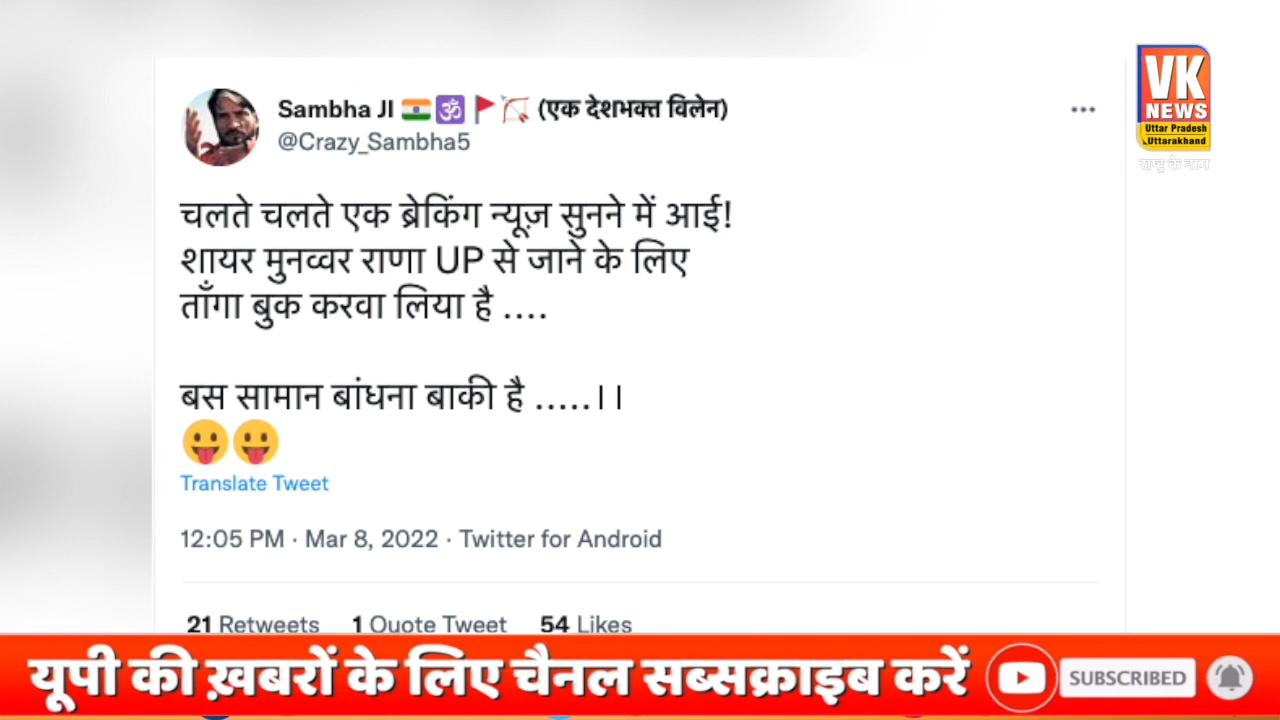 Sambha JI 🇮🇳🕉️🚩🏹 (एक देशभक्त विलेन)
@Crazy_Sambha5
VK
NEWS
Uttar Pradesh
Uttarakhand
राष्ट्र के नाम
चलते चलते एक ब्रेकिंग न्यूज़ सुनने में आई!
शायर मुनव्वर राणा UP से जाने के लिए
ताँगा बुक करवा लिया है ....
बस सामान बांधना बाकी है .....।।
😛😛
Translate Tweet
12:05 PM · Mar 8, 2022 · Twitter for Android
21 Retweets 1 Quote Tweet 54 Likes
यूपी की ख़बरों के लिए चैनल सब्सक्राइब करें
SUBSCRIBED